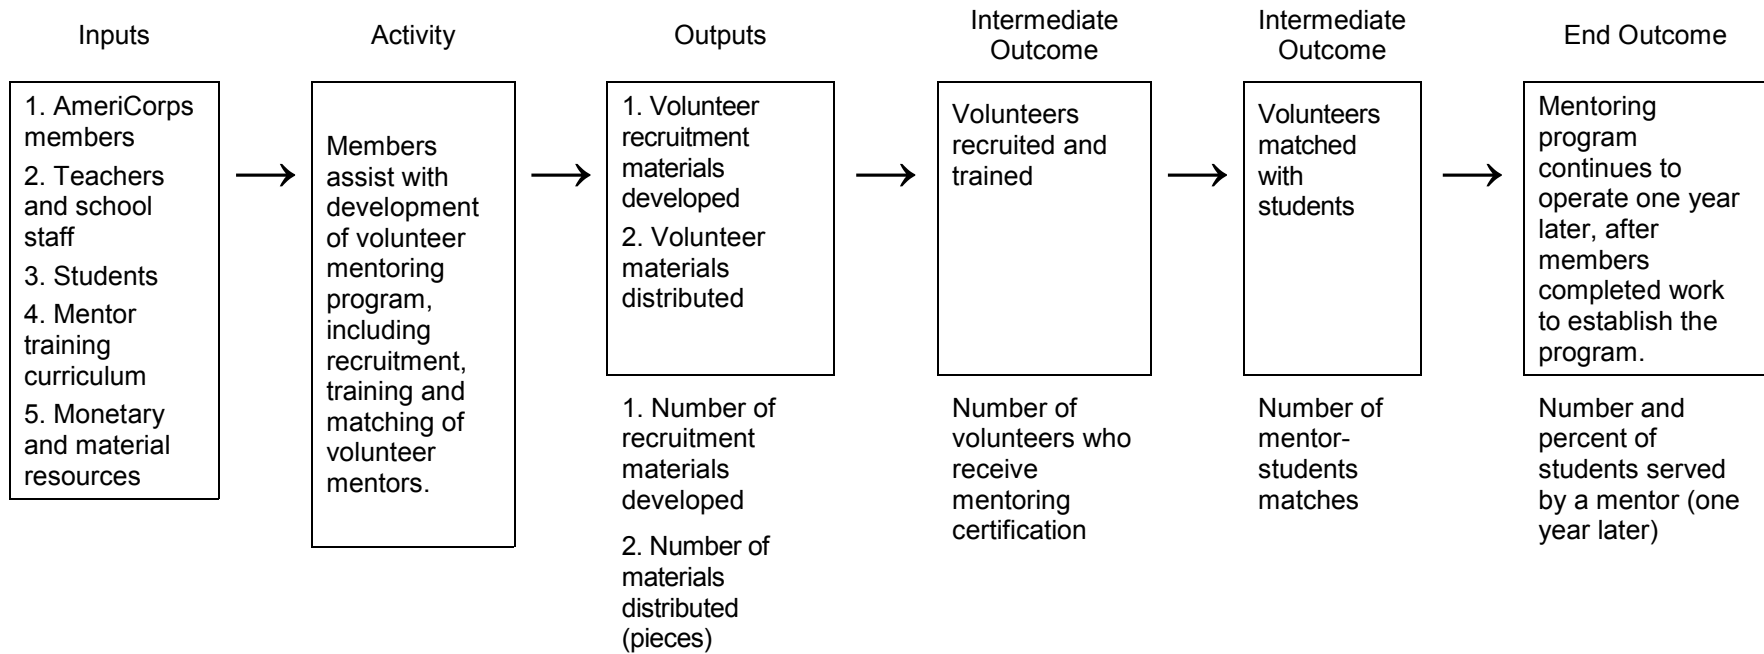 Inputs
Activity
Outputs
Intermediate
Outcome
Intermediate
Outcome
End Outcome
1. AmeriCorps
members
2. Teachers
and school
staff
3. Students
4. Mentor
training
curriculum
5. Monetary
and material
resources
Members
assist with
development
of volunteer
mentoring
program,
including
recruitment,
training and
matching of
volunteer
mentors.
1. Volunteer
recruitment
materials
developed
2. Volunteer
materials
distributed
1. Number of
recruitment
materials
developed
2. Number of
materials
distributed
(pieces)
Volunteers
recruited and
trained
Number of
volunteers who
receive
mentoring
certification
Volunteers
matched
with
students
Number of
mentor-
students
matches
Mentoring
program
continues to
operate one year
later, after
members
completed work
to establish the
program.
Number and
percent of
students served
by a mentor (one
year later)